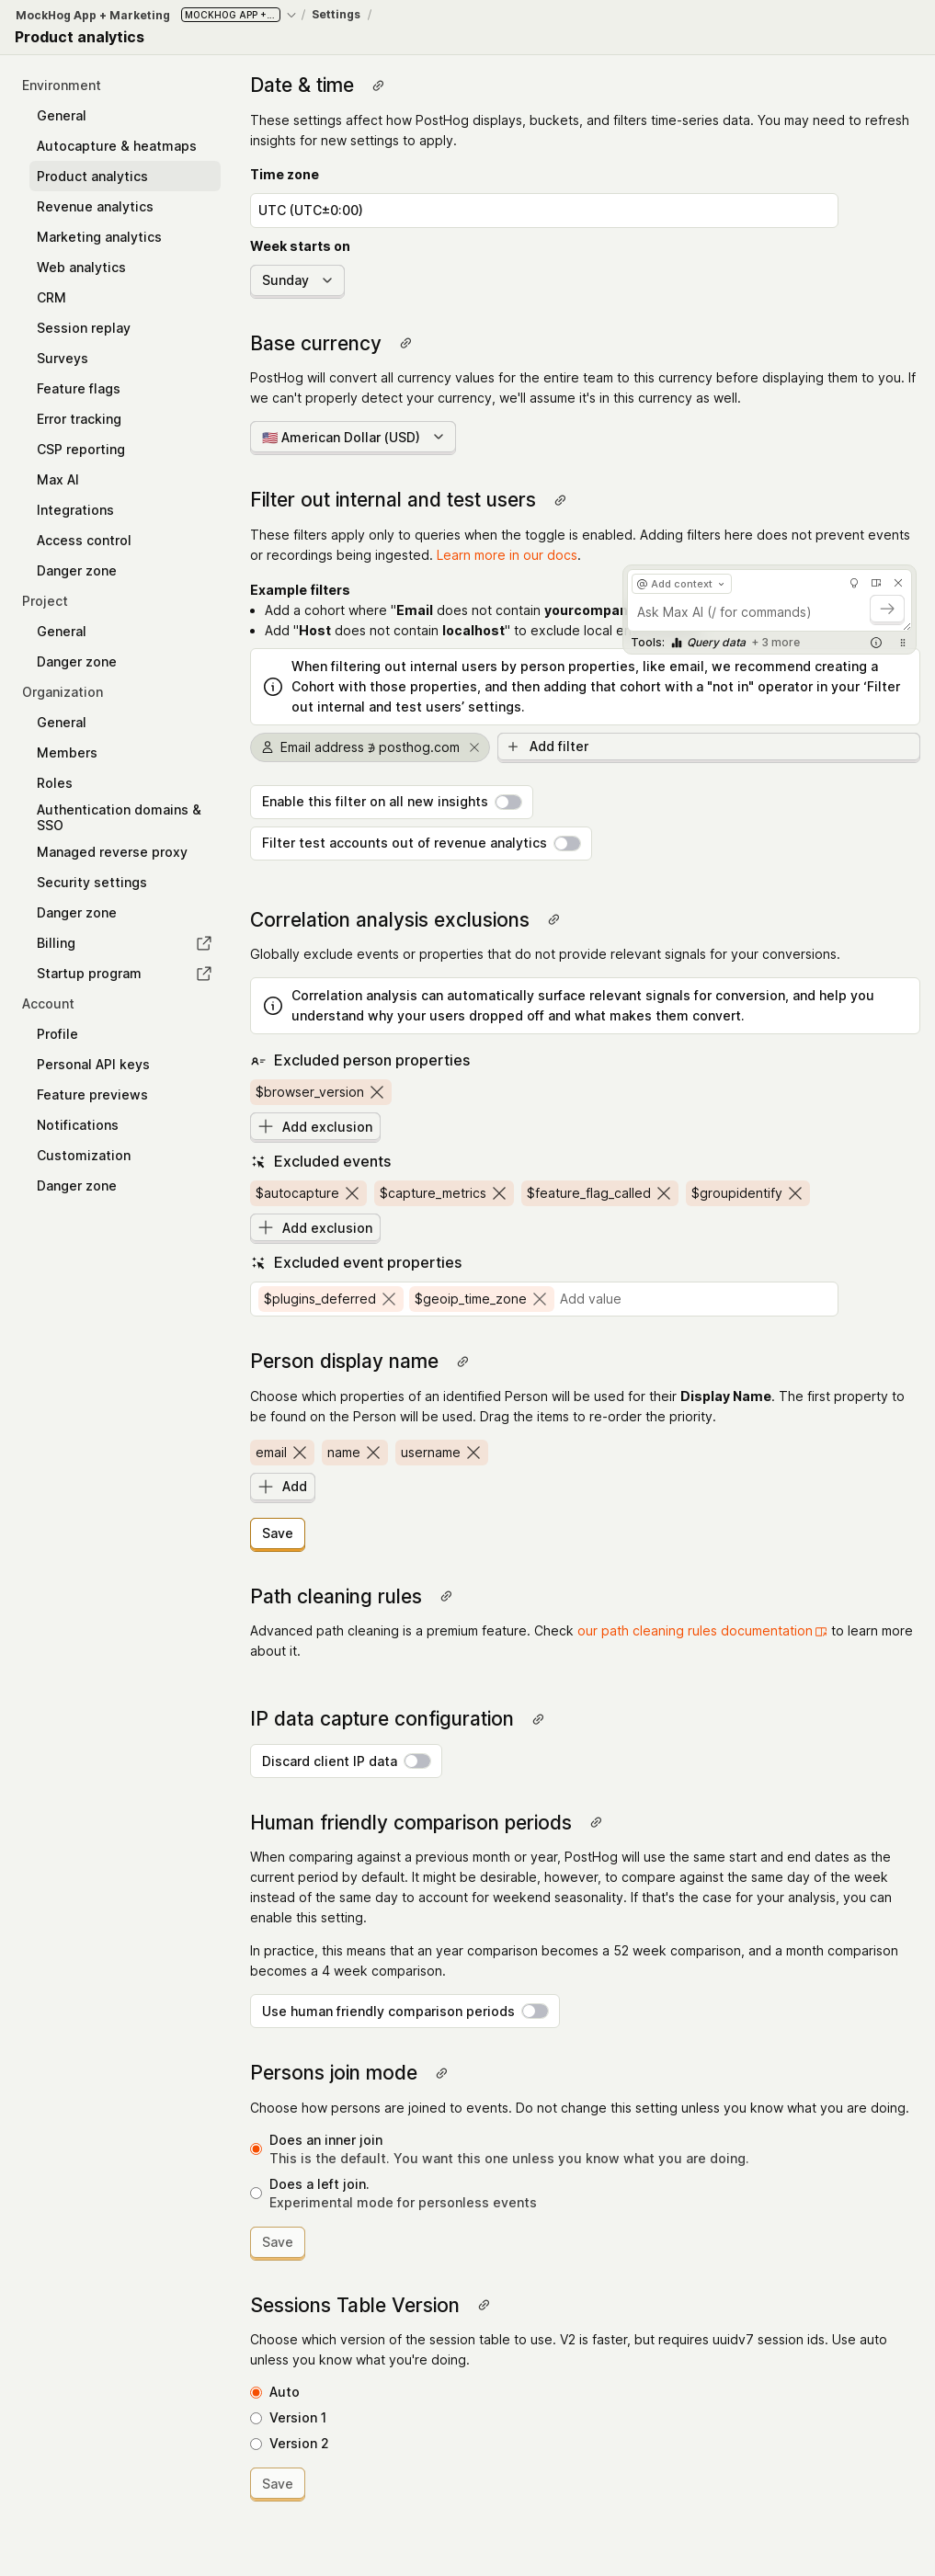 MockHog App + Marketing MOCKHOG APP +... / Settings /
Product analytics
Environment
General
Autocapture & heatmaps
Product analytics
Revenue analytics
Marketing analytics
Web analytics
CRM
Session replay
Surveys
Feature flags
Error tracking
CSP reporting
Max AI
Integrations
Access control
Danger zone
Project
General
Danger zone
Organization
General
Members
Roles
Authentication domains &
SSO
Managed reverse proxy
Security settings
Danger zone
Billing
Startup program
Account
Profile
Personal API keys
Feature previews
Notifications
Customization
Danger zone
Date & time
These settings affect how PostHog displays, buckets, and filters time-series data. You may need to refresh
insights for new settings to apply.
Time zone
UTC (UTC±0:00)
Week starts on
Sunday
Base currency
PostHog will convert all currency values for the entire team to this currency before displaying them to you. If
we can't properly detect your currency, we'll assume it's in this currency as well.
🇺🇸 American Dollar (USD)
Filter out internal and test users
These filters apply only to queries when the toggle is enabled. Adding filters here does not prevent events
or recordings being ingested. Learn more in our docs.
Example filters
Add a cohort where "Email does not contain
Add "Host does not contain localhost" to exclude local
@ Add context
Ask Max AI (/ for commands)
Tools: Query data + 3 more
When filtering out internal users by person properties, like email, we recommend creating a
Cohort with those properties, and then adding that cohort with a "not in" operator in your ‘Filter
out internal and test users’ settings.
Email address ∌ posthog.com
Add filter
Enable this filter on all new insights
Filter test accounts out of revenue analytics
Correlation analysis exclusions
Globally exclude events or properties that do not provide relevant signals for your conversions.
Correlation analysis can automatically surface relevant signals for conversion, and help you
understand why your users dropped off and what makes them convert.
Excluded person properties
$browser_version
Add exclusion
Excluded events
$autocapture $capture_metrics $feature_flag_called $groupidentify
Add exclusion
Excluded event properties
$plugins_deferred $geoip_time_zone Add value
Person display name
Choose which properties of an identified Person will be used for their Display Name. The first property to
be found on the Person will be used. Drag the items to re-order the priority.
email name username
Add
Save
Path cleaning rules
Advanced path cleaning is a premium feature. Check our path cleaning rules documentation to learn more
about it.
IP data capture configuration
Discard client IP data
Human friendly comparison periods
When comparing against a previous month or year, PostHog will use the same start and end dates as the
current period by default. It might be desirable, however, to compare against the same day of the week
instead of the same day to account for weekend seasonality. If that's the case for your analysis, you can
enable this setting.
In practice, this means that an year comparison becomes a 52 week comparison, and a month comparison
becomes a 4 week comparison.
Use human friendly comparison periods
Persons join mode
Choose how persons are joined to events. Do not change this setting unless you know what you are doing.
Does an inner join
This is the default. You want this one unless you know what you are doing.
Does a left join.
Experimental mode for personless events
Save
Sessions Table Version
Choose which version of the session table to use. V2 is faster, but requires uuidv7 session ids. Use auto
unless you know what you're doing.
Auto
Version 1
Version 2
Save